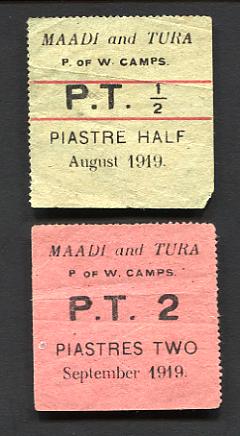 MAADI and TURA
P. OF W. CAMPS.
P.T. ½
PIASTRE HALF
August 1919.
MAADI and TURA
P OF W. CAMPS.
P.T. 2
PIASTRES TWO
September 1919.